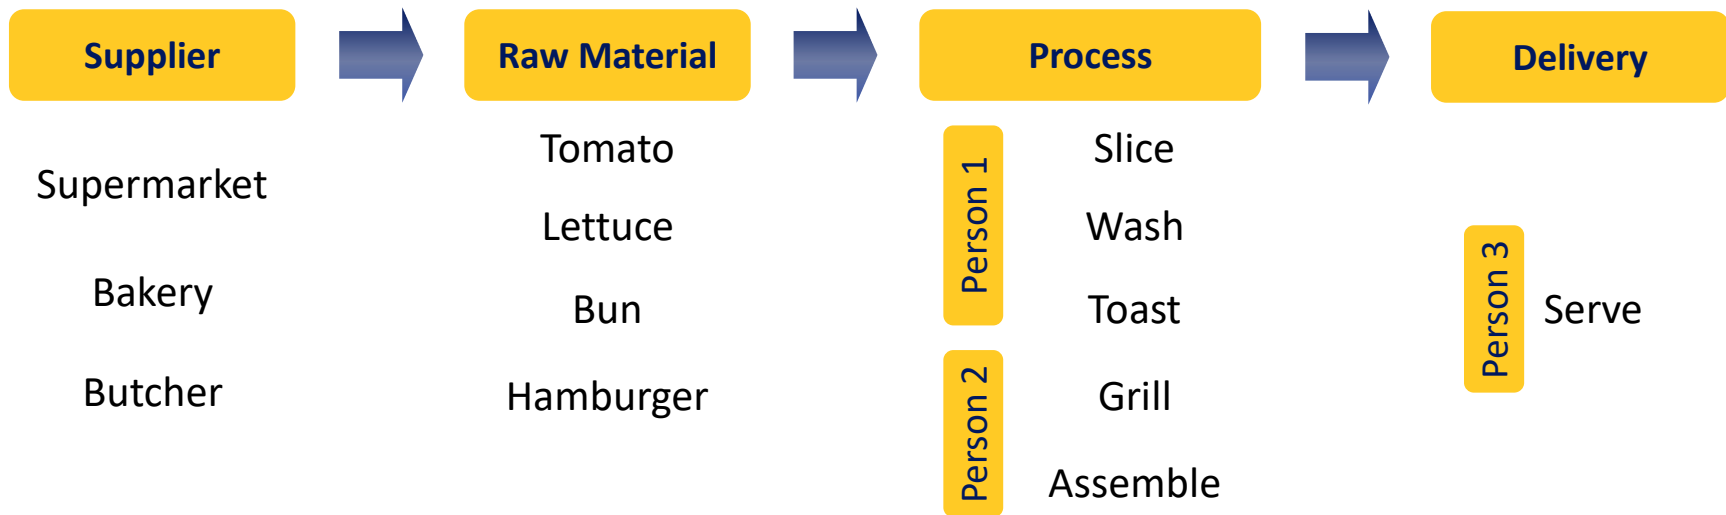 Supplier
Raw Material
Process
Delivery
Supermarket
Bakery
Butcher
Tomato
Lettuce
Bun
Hamburger
Person 1
Person 2
Slice
Wash
Toast
Grill
Assemble
Person 3
Serve